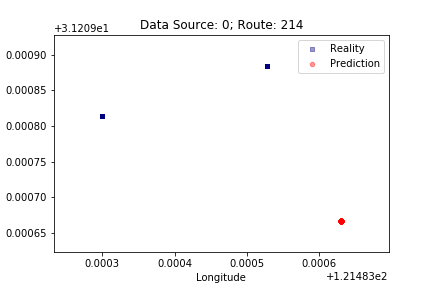 Data Source: 0; Route: 214
+3.1209e1
0.00090
0.00085
0.00080
0.00075
0.00070
0.00065
Reality
Prediction
0.0003 0.0004 0.0005 0.0006
Longitude
+1.21483e2